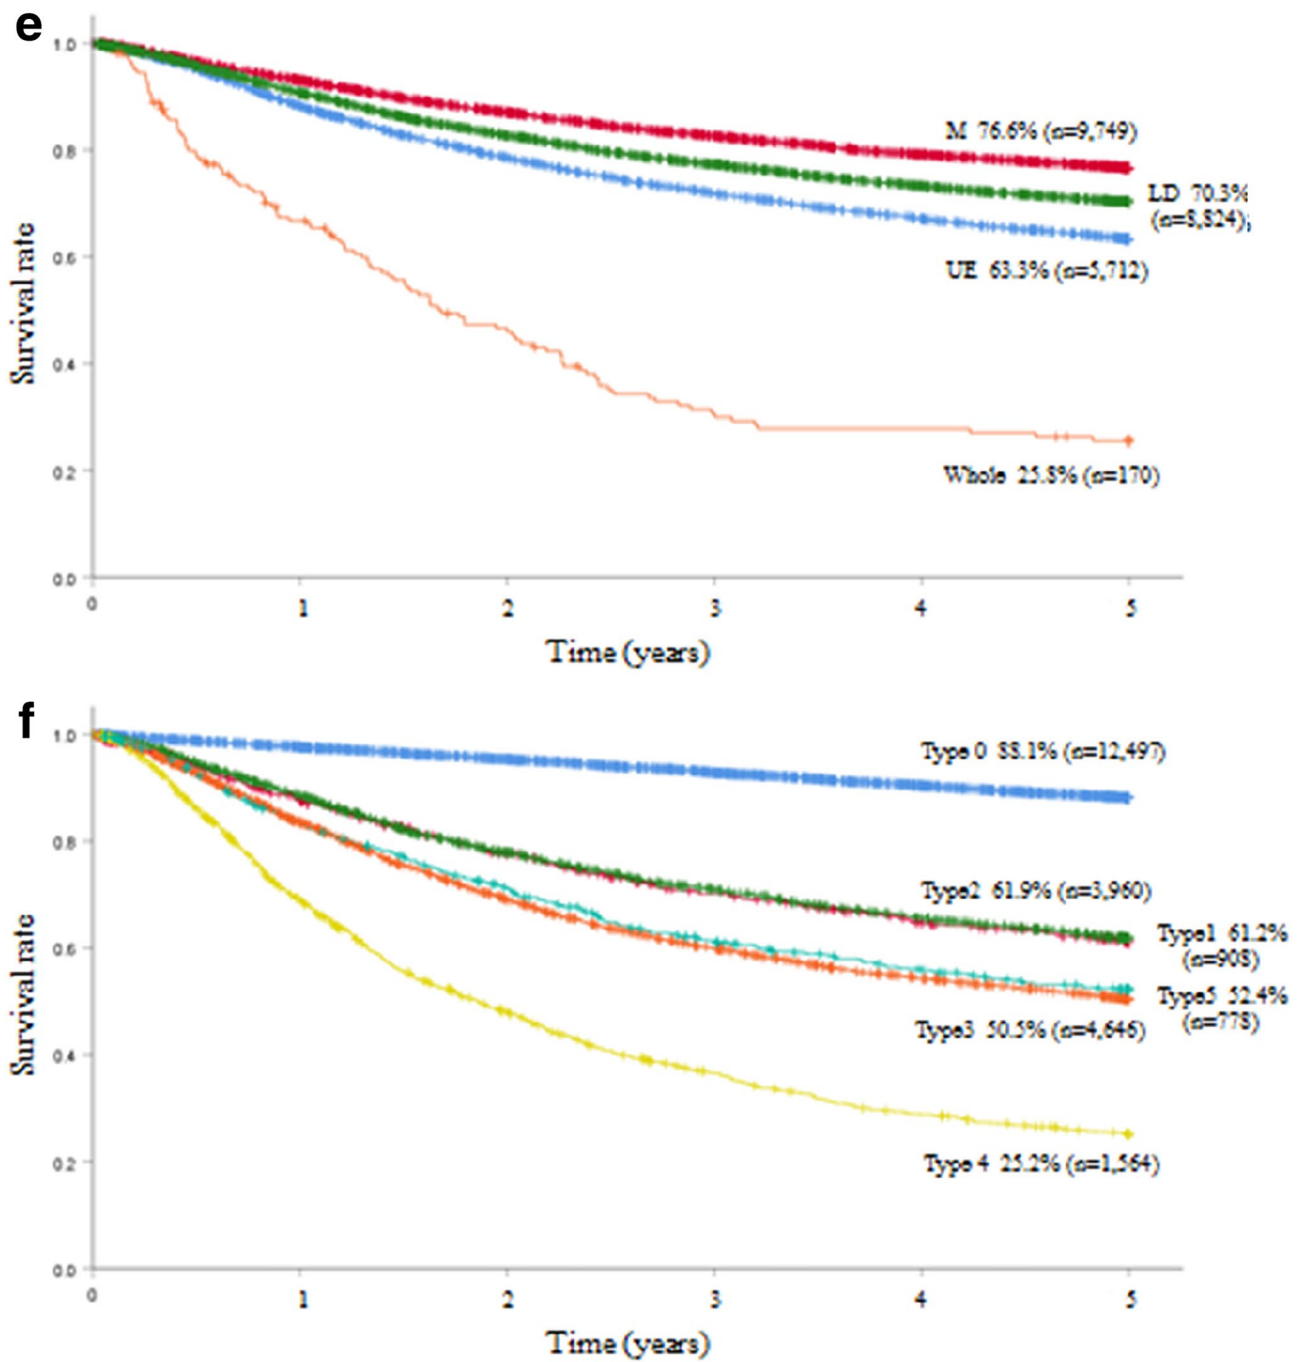 e
1.0
M 76.6% (n=9,749)
0.8
LD 70.3%
(n=8,824);
0.6
UE 63.3% (n=5,712)
0.4
0.2
Whole 25.8% (n=170)
0.0
Survival rate
0 1 2 3 4 5
Time (years)
f
1.0
Type 0 88.1% (n=12,497)
0.8
Type2 61.9% (n=3,960)
Type1 61.2%
(n=908)
0.6
Type5 52.4%
(n=778)
Type3 50.5% (n=4,646)
0.4
0.2
Type 4 25.2% (n=1,564)
0.0
Survival rate
0 1 2 3 4 5
Time (years)